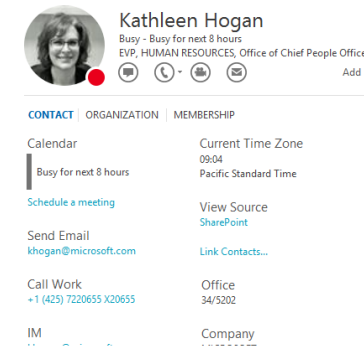 Kathleen Hogan
Busy - Busy for next 8 hours
EVP, HUMAN RESOURCES, Office of Chief People Office
Add
CONTACT | ORGANIZATION | MEMBERSHIP
Calendar
Busy for next 8 hours
Schedule a meeting
Send Email
khogan@microsoft.com
Call Work
+1 (425) 7220655 X20655
IM
Current Time Zone
09:04
Pacific Standard Time
View Source
SharePoint
Link Contacts...
Office
34/5202
Company